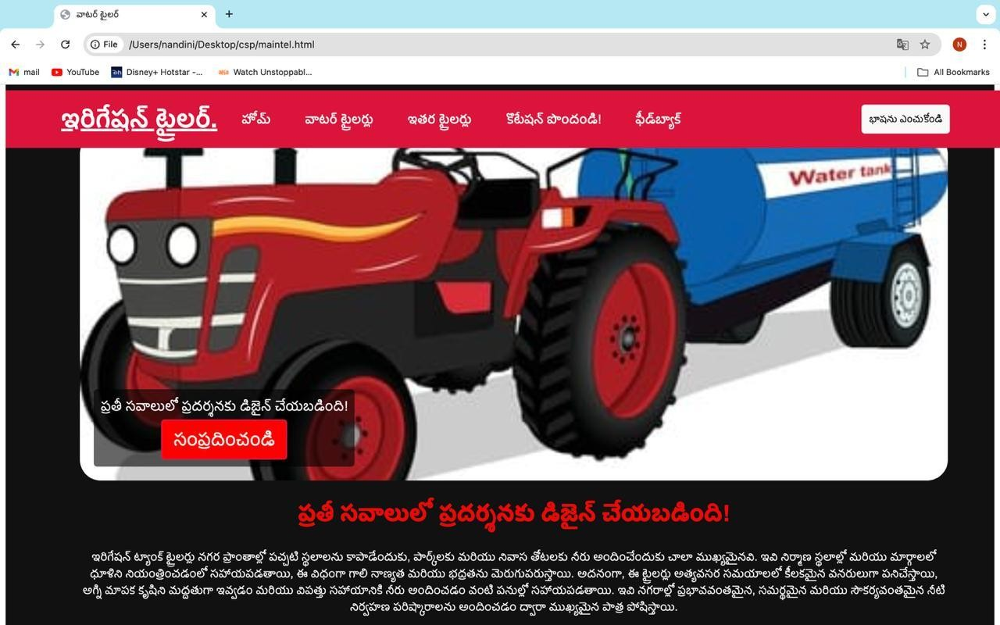 వాటర్ ట్రైలర్
File /Users/nandini/Desktop/csp/maintel.html N
mail YouTube Disney+ Hotstar -... Watch Unstoppabl... All Bookmarks
ఇరిగేషన్ ట్రైలర్. హోమ్ వాటర్ ట్రైలర్లు ఇతర ట్రైలర్లు కొటేషన్ పొందండి! ఫీడ్‌బ్యాక్ భాషను ఎంచుకోండి
Water tank
ప్రతీ సవాలులో ప్రదర్శనకు డిజైన్ చేయబడింది!
సంప్రదించండి
ప్రతీ సవాలులో ప్రదర్శనకు డిజైన్ చేయబడింది!
ఇరిగేషన్ ట్యాంక్ ట్రైలర్లు నగర ప్రాంతాల్లో పచ్చటి స్థలాలను కాపాడేందుకు, పార్క్‌లకు మరియు నివాస తోటలకు నీరు అందించేందుకు చాలా ముఖ్యమైనవి. ఇవి నిర్మాణ స్థలాల్లో మరియు మార్గాలలో
ధూళిని నియంత్రించడంలో సహాయపడతాయి, ఈ విధంగా గాలి నాణ్యత మరియు భద్రతను మెరుగుపరుస్తాయి. అదనంగా, ఈ ట్రైలర్లు అత్యవసర సమయాలలో కీలకమైన వనరులుగా పనిచేస్తాయి,
అగ్ని మాపక కృషిని మద్దతుగా ఇవ్వడం మరియు విపత్తు సహాయానికి నీరు అందించడం వంటి పనుల్లో సహాయపడతాయి. ఇవి నగరాల్లో ప్రభావవంతమైన, సమర్థమైన మరియు సౌకర్యవంతమైన నీటి
నిర్వహణ పరిష్కారాలను అందించడం ద్వారా ముఖ్యమైన పాత్ర పోషిస్తాయి.